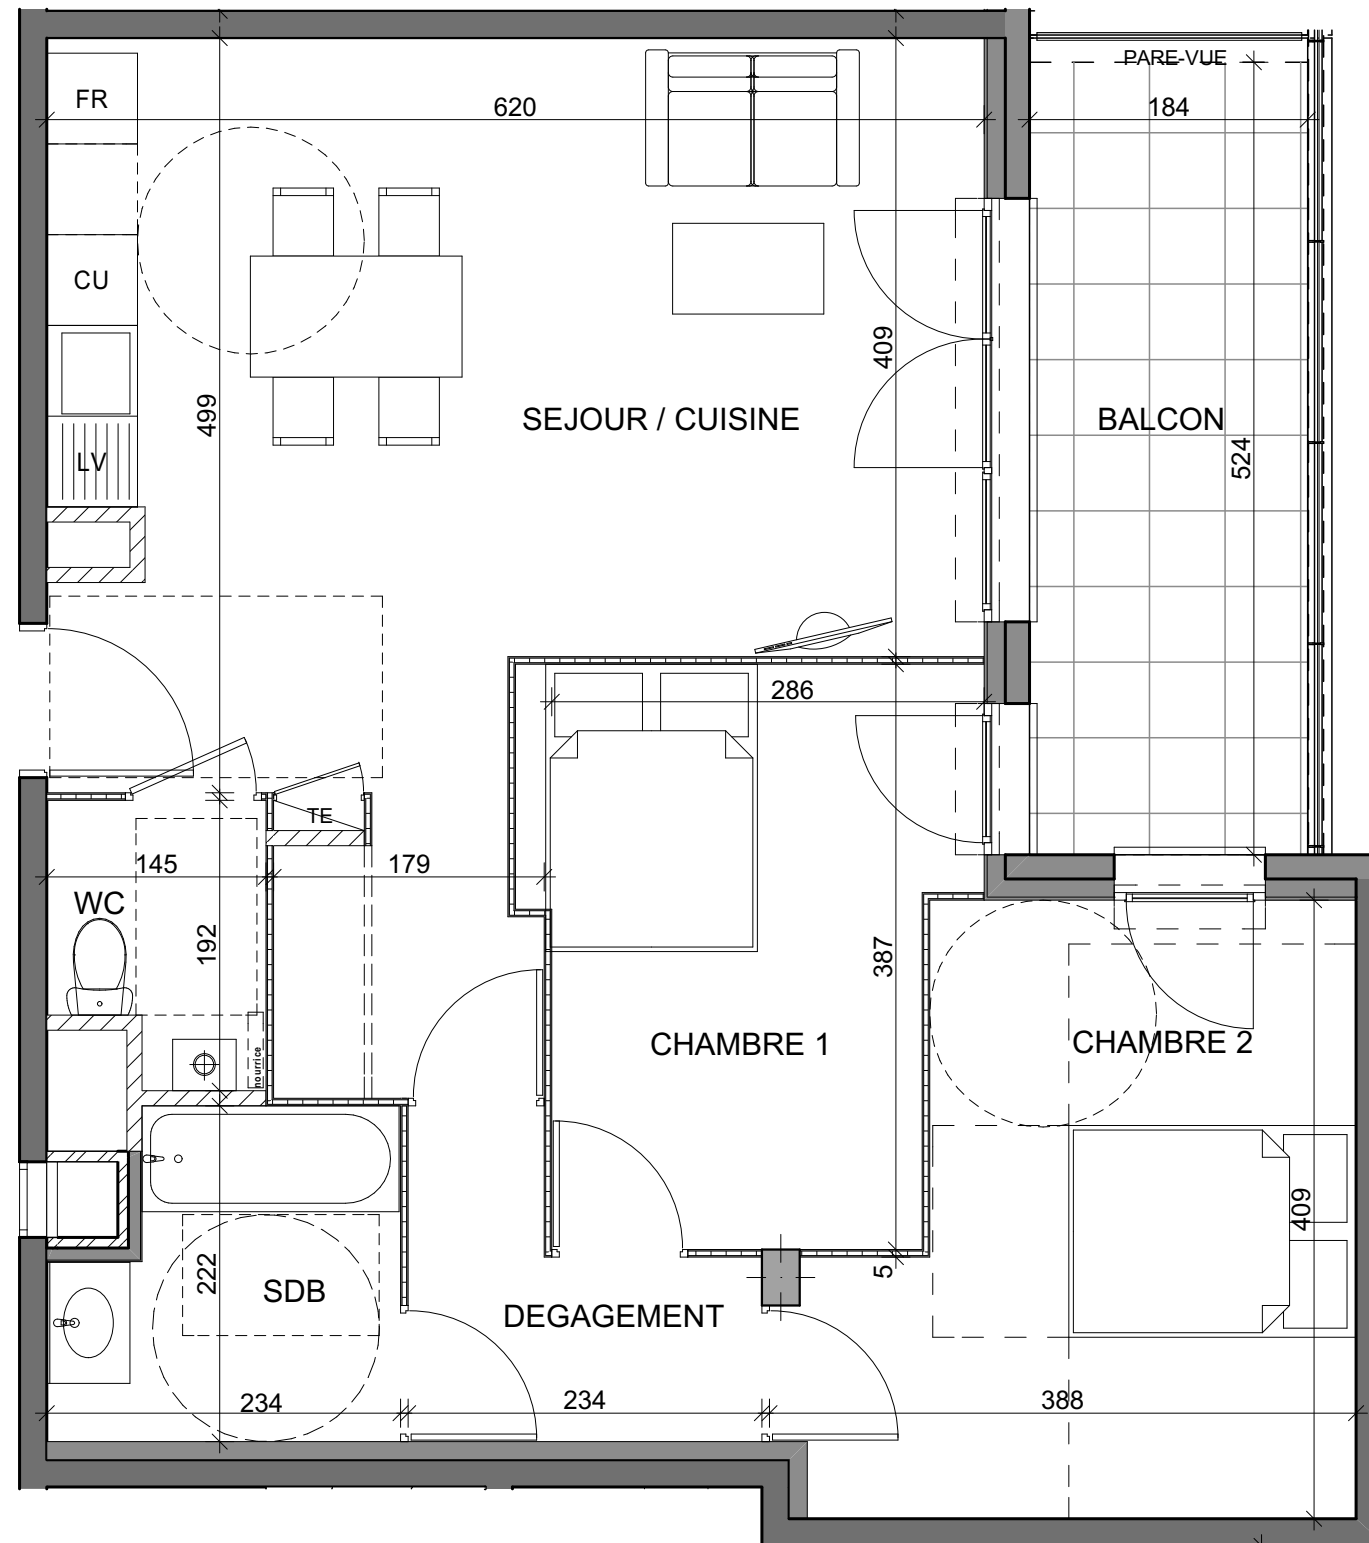 PARE-VUE
FR
620
184
CU
409
499
SEJOUR / CUISINE
BALCON
524
LV
286
TE
145
179
WC
192
387
CHAMBRE 1
CHAMBRE 2
nourrice
409
222
5
SDB
DEGAGEMENT
234
234
388